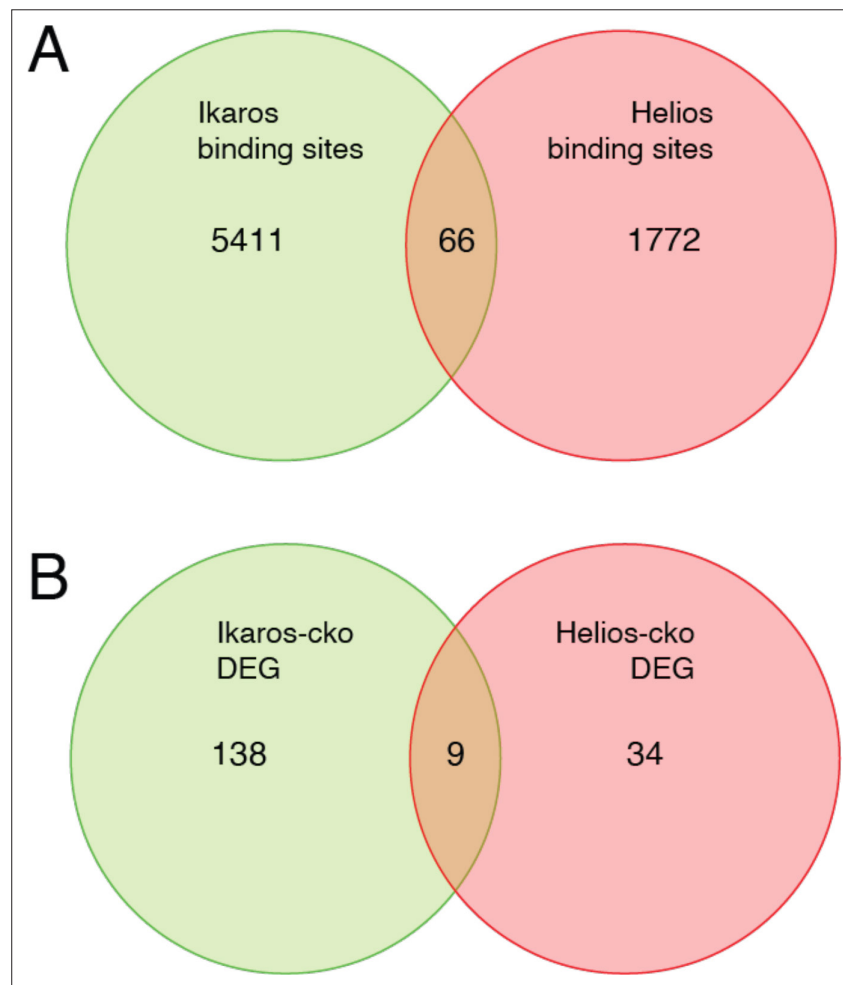 A
Ikaros
binding sites
Helios
binding sites
5411
66
1772
B
Ikaros-cko
DEG
Helios-cko
DEG
138
9
34